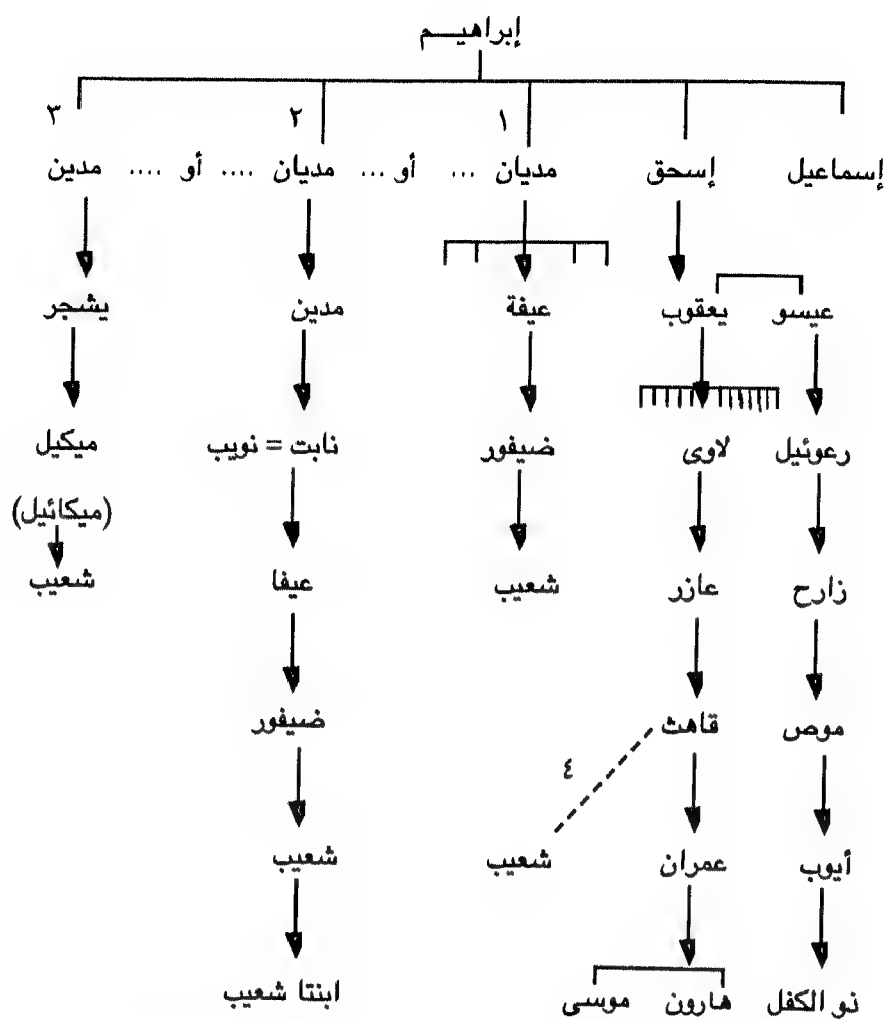 إبراهيم
١ ٢ ٣
إسماعيل إسحق مديان ... أو ... مديان .... أو .... مدين
عيسو يعقوب عيفة مدين يشجر
رعوئيل لاوى ضيفور نابت = نويب ميكيل
(ميكائيل)
زارح عازر شعيب عيفا شعيب
موص قاهث ضيفور
٤
أيوب عمران شعيب شعيب
ذو الكفل هارون موسى ابنتا شعيب